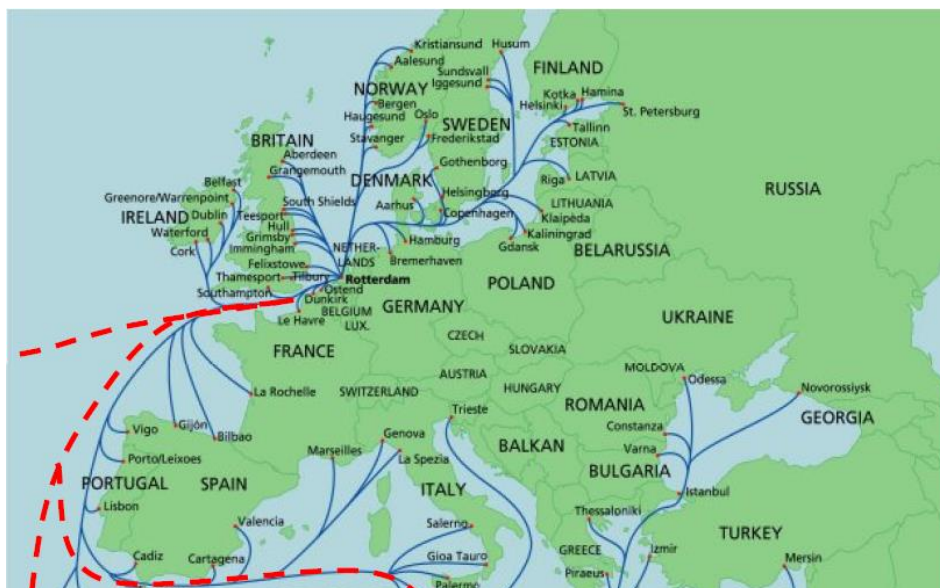 Kristiansund
Husum
Aalesund
Sundsvall
Iggesund
FINLAND
NORWAY
Kotka
Hamina
Bergen
Helsinki
St. Petersburg
Haugesund
Oslo
SWEDEN
Tallinn
BRITAIN
Stavanger
Frederikstad
ESTONIA
Aberdeen
Gothenborg
Grangemouth
Belfast
DENMARK
Riga
LATVIA
Greenore/Warrenpoint
Helsingborg
RUSSIA
South Shields
Aarhus
LITHUANIA
IRELAND
Dublin
Teesport
Copenhagen
Klaipėda
Waterford
Hull
Kaliningrad
Grimsby
Hamburg
Gdansk
Cork
Immingham
NETHER-
LANDS
Bremerhaven
BELARUSSIA
Felixstowe
Thamesport
Tilbury
Rotterdam
POLAND
Southampton
Ostend
Dunkirk
GERMANY
Le Havre
BELGIUM
LUX.
UKRAINE
CZECH
FRANCE
SLOVAKIA
MOLDOVA
AUSTRIA
Odessa
La Rochelle
SWITZERLAND
HUNGARY
Novorossiysk
ROMANIA
Trieste
GEORGIA
Vigo
Gijón
Bilbao
Genova
Constanza
Marseilles
BALKAN
Varna
Porto/Leixoes
La Spezia
BULGARIA
PORTUGAL
SPAIN
ITALY
Istanbul
Lisbon
Valencia
Thessaloniki
Salerng
TURKEY
Cadiz
Cartagena
Gioa Tauro
GREECE
Izmir
Mersin
Palermo
Piraeus